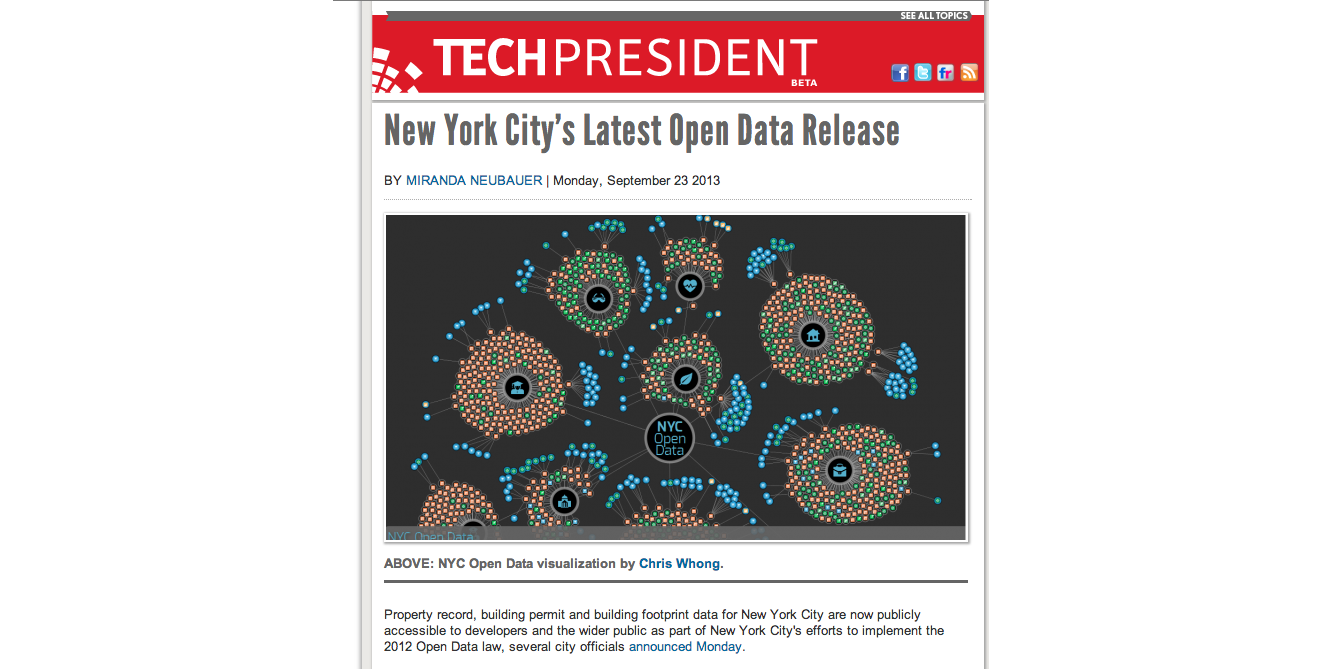 SEE ALL TOPICS
TECHPRESIDENT
BETA
New York City's Latest Open Data Release
BY MIRANDA NEUBAUER | Monday, September 23 2013
NYC
Open
Data
NYC Open Data
ABOVE: NYC Open Data visualization by Chris Whong.
Property record, building permit and building footprint data for New York City are now publicly
accessible to developers and the wider public as part of New York City's efforts to implement the
2012 Open Data law, several city officials announced Monday.